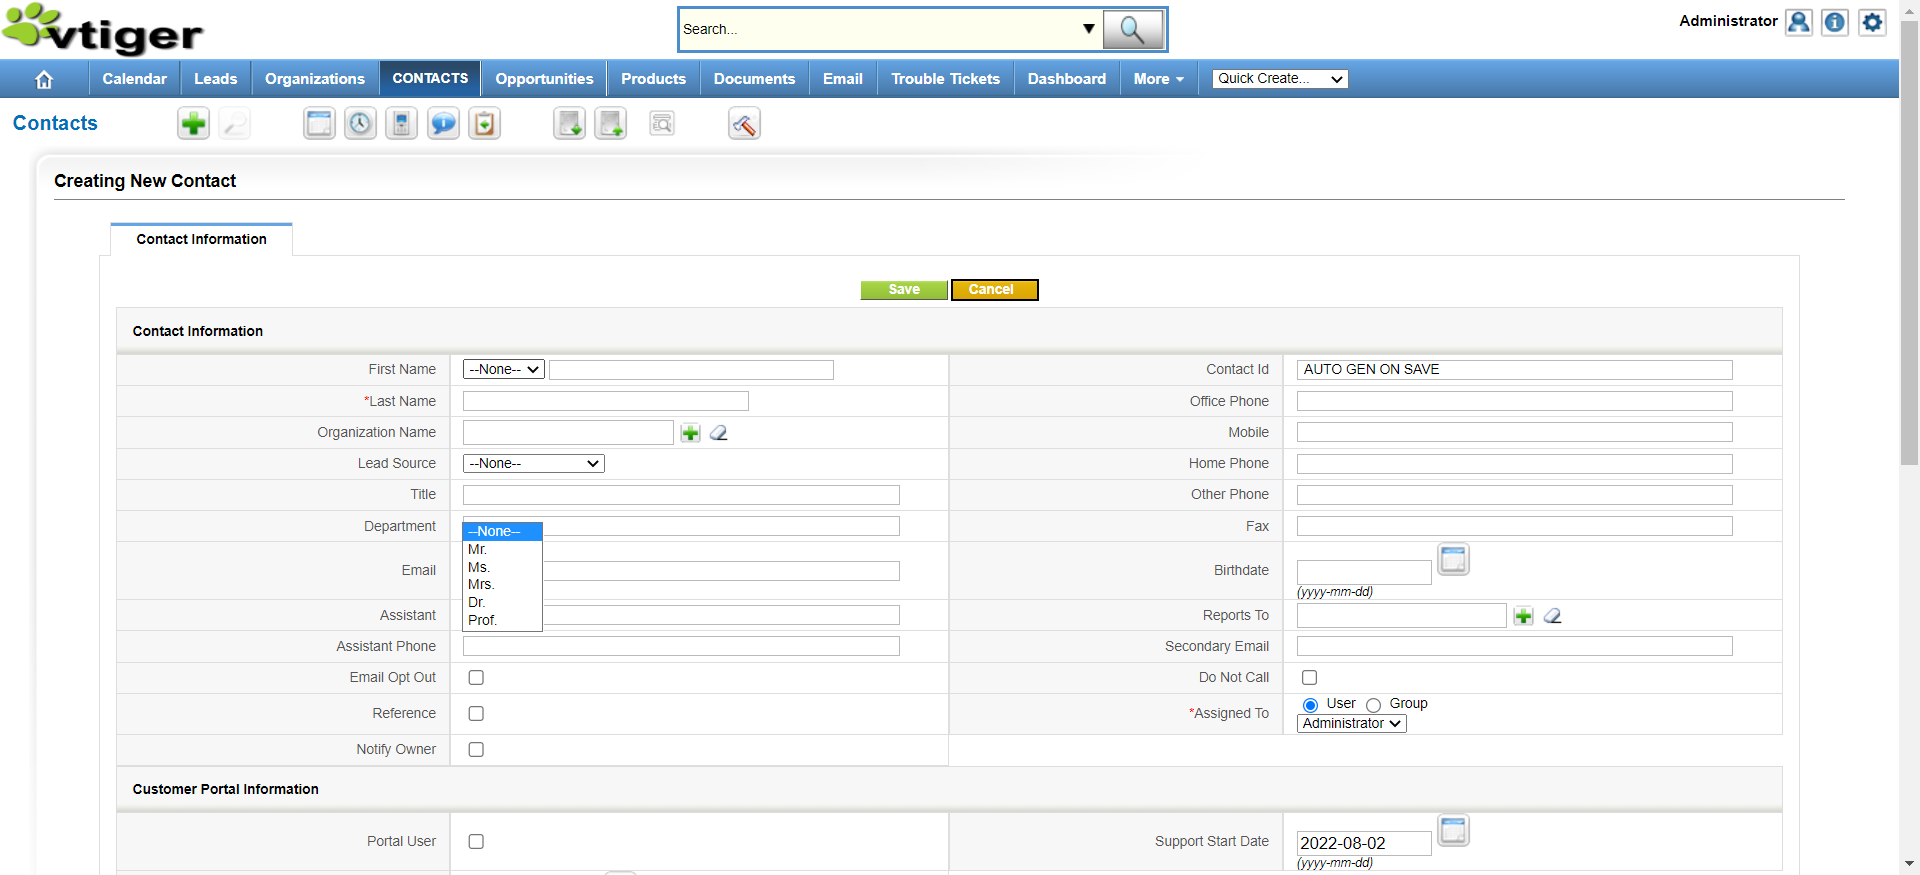 vtiger
Search...
Administrator
Calendar
Leads
Organizations
CONTACTS
Opportunities
Products
Documents
Email
Trouble Tickets
Dashboard
More
Quick Create...
Contacts
Creating New Contact
Contact Information
Save
Cancel
Contact Information
First Name
--None--
Contact Id
AUTO GEN ON SAVE
*Last Name
Office Phone
Organization Name
Mobile
Lead Source
--None--
Home Phone
Title
Other Phone
Department
Fax
--None--
Mr.
Ms.
Mrs.
Dr.
Prof.
Email
Birthdate
(yyyy-mm-dd)
Assistant
Reports To
Assistant Phone
Secondary Email
Email Opt Out
Do Not Call
Reference
*Assigned To
User
Group
Administrator
Notify Owner
Customer Portal Information
Portal User
Support Start Date
2022-08-02
(yyyy-mm-dd)